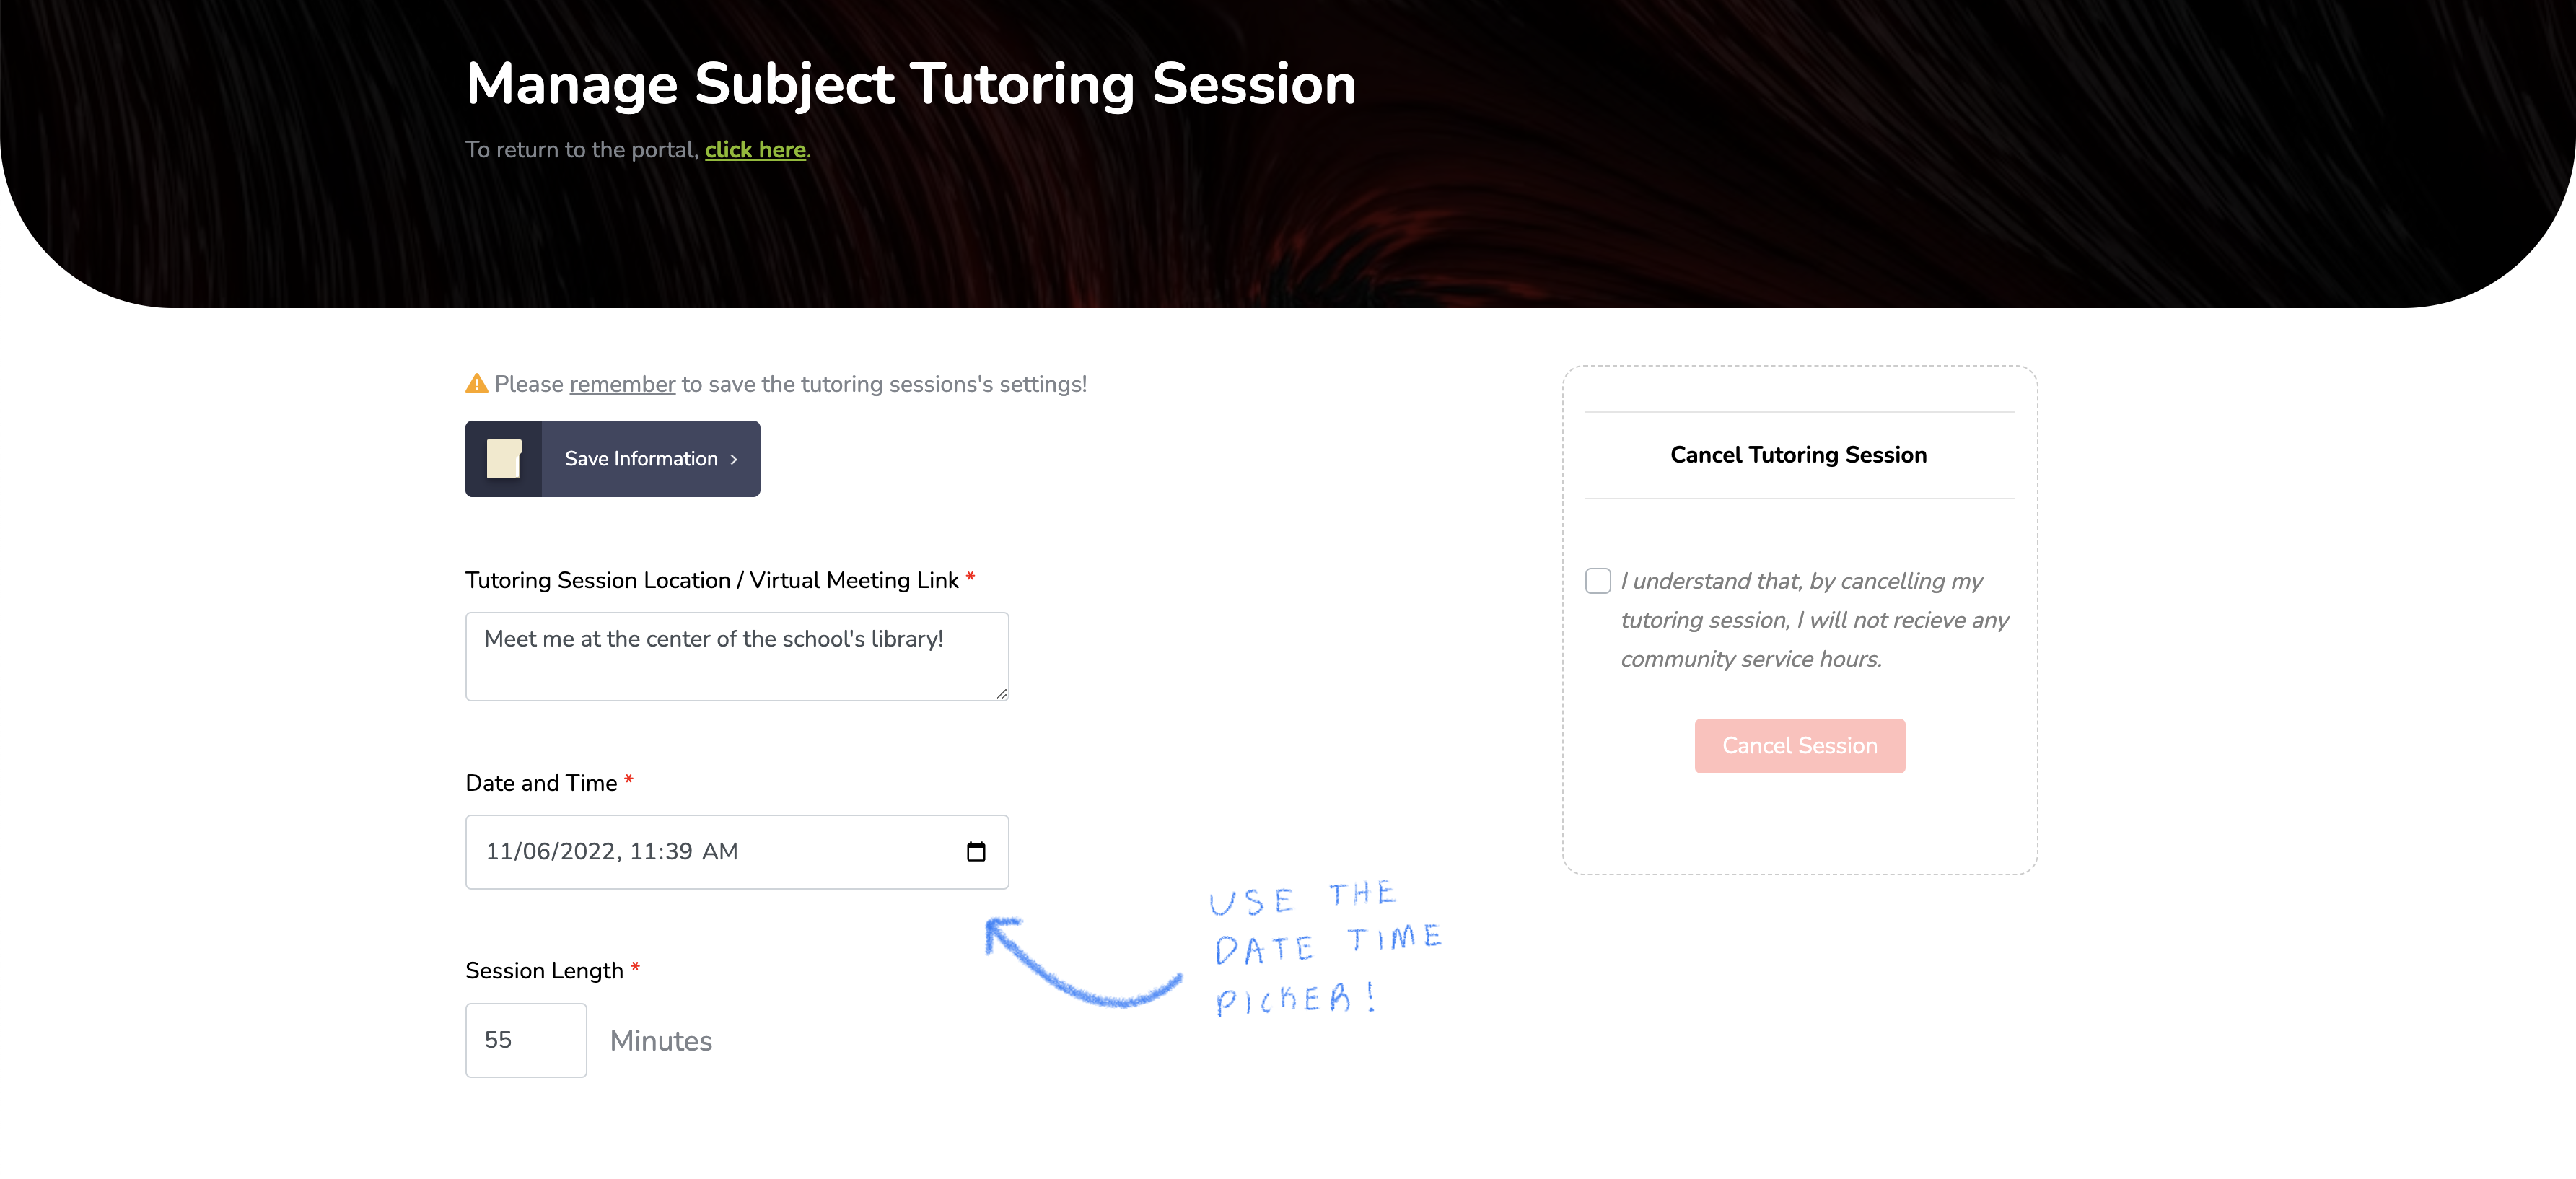 Manage Subject Tutoring Session
To return to the portal, click here.
Please remember to save the tutoring sessions's settings!
Save Information
Tutoring Session Location / Virtual Meeting Link *
Meet me at the center of the school's library!
Date and Time *
11/06/2022, 11:39 AM
Session Length *
55 Minutes
USE THE
DATE TIME
PICKER!
Cancel Tutoring Session
I understand that, by cancelling my
tutoring session, I will not recieve any
community service hours.
Cancel Session